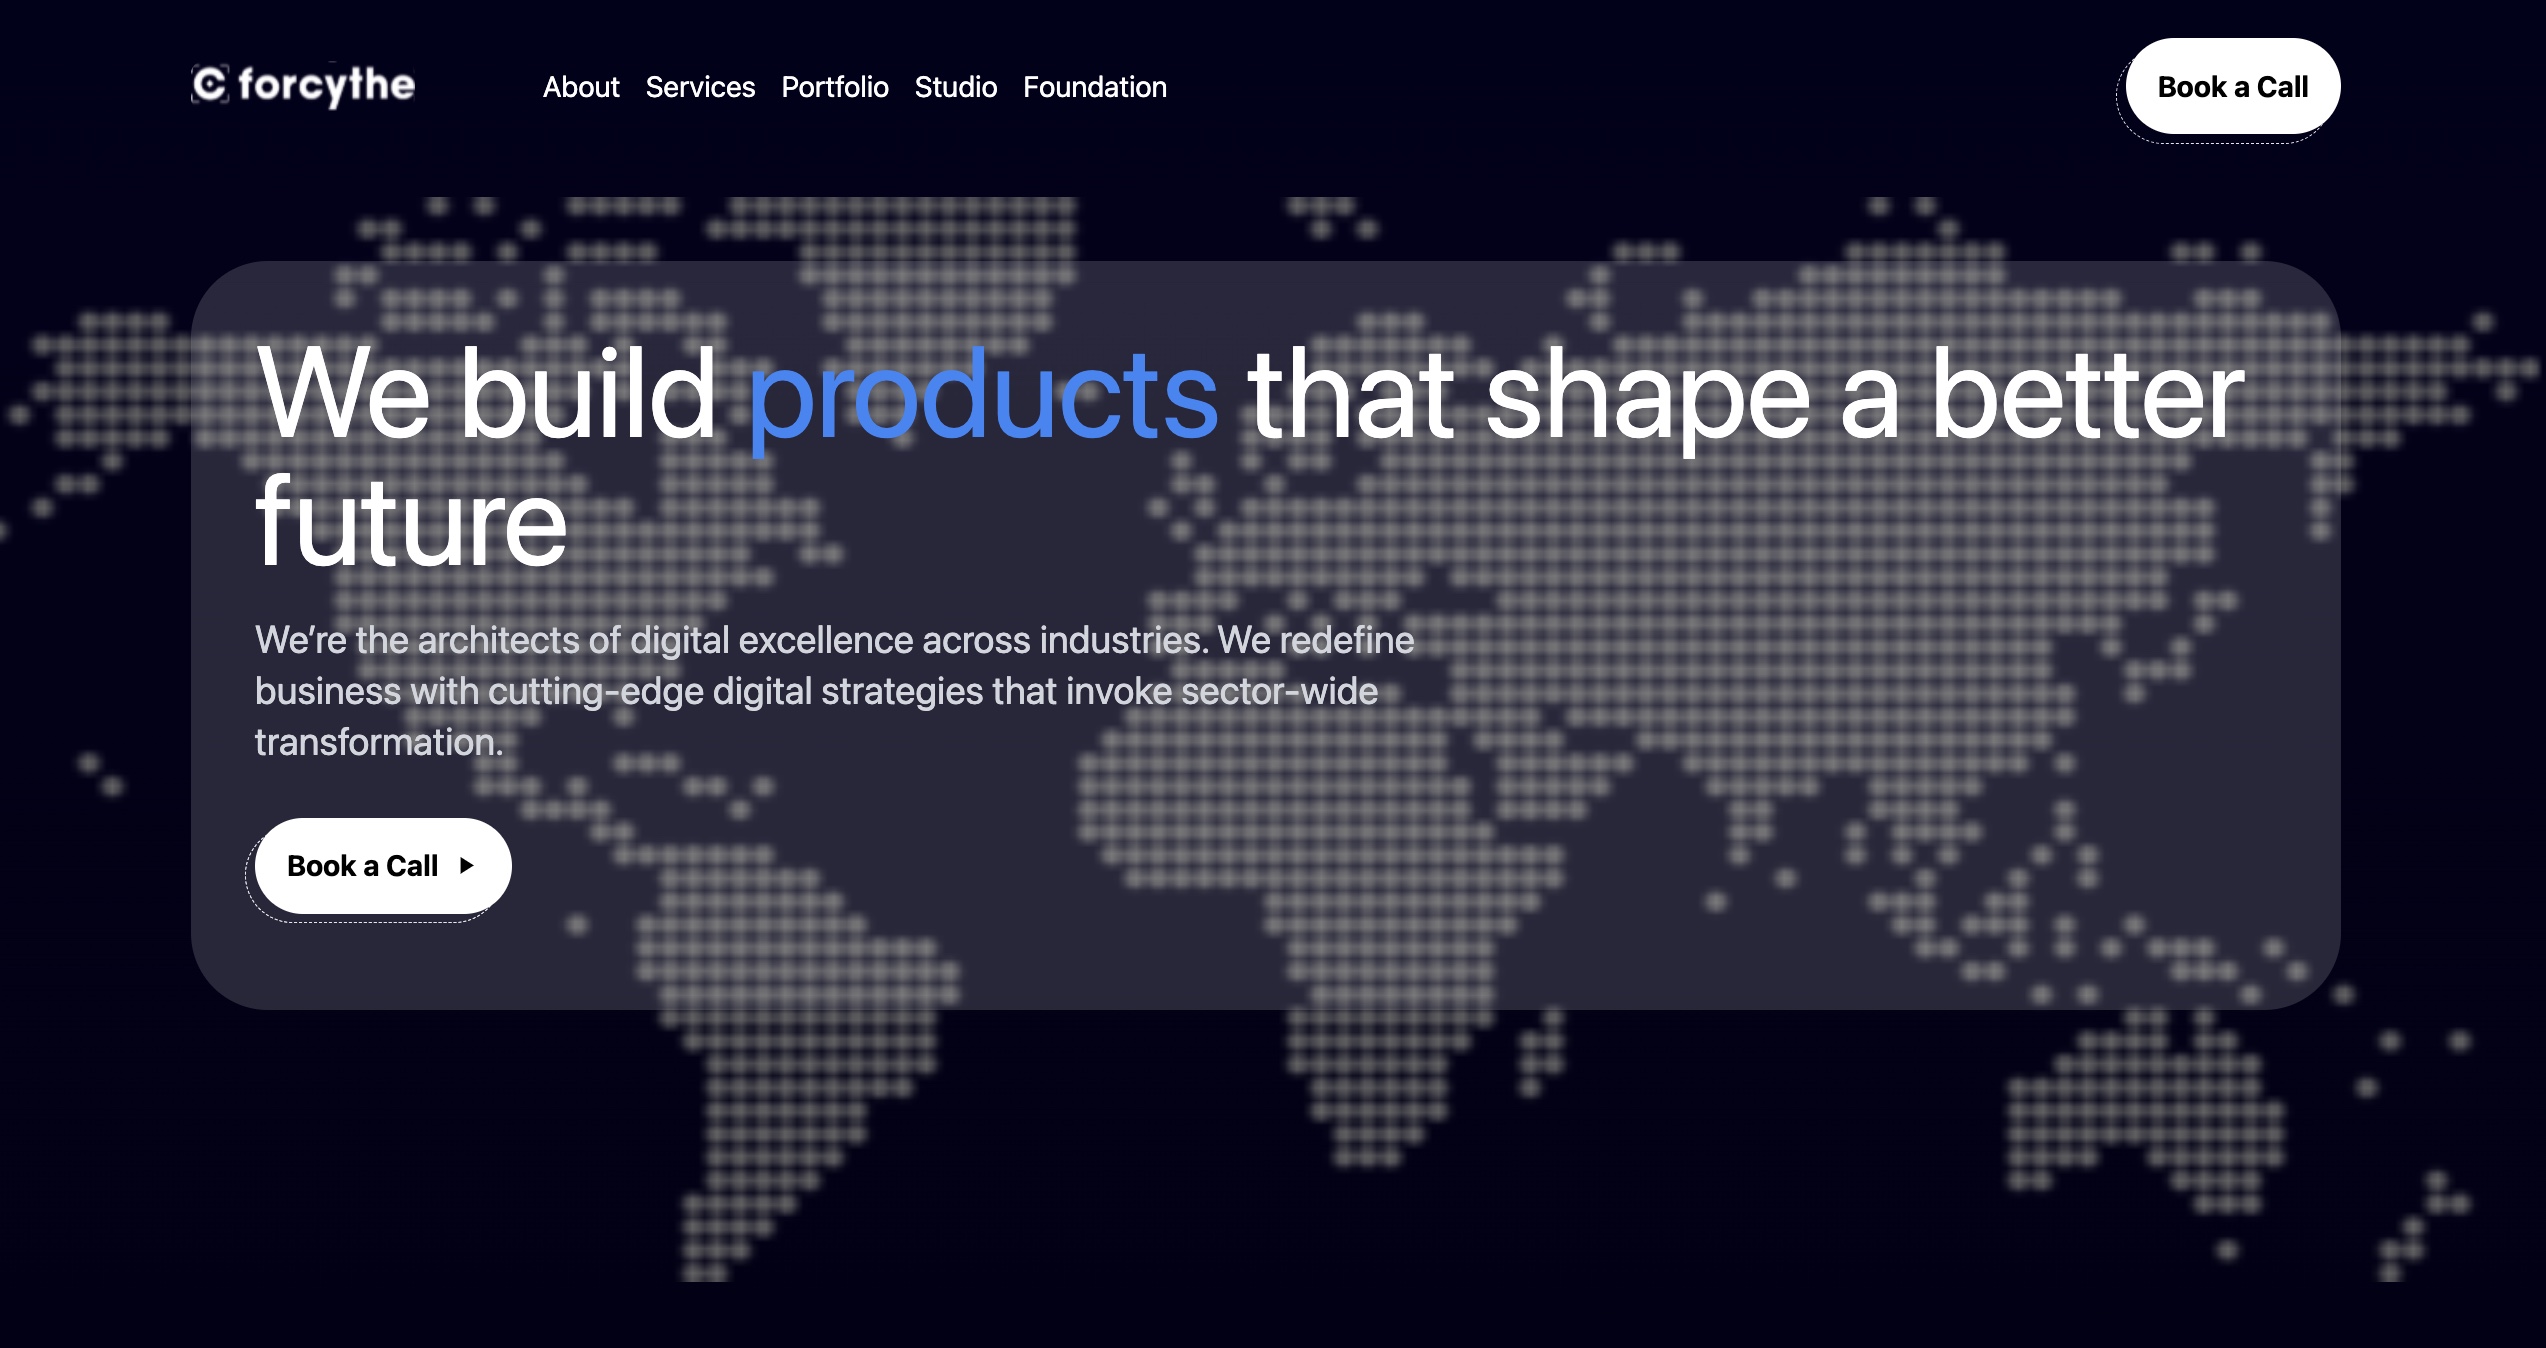 forcythe
About Services Portfolio Studio Foundation
Book a Call
We build products that shape a better
future
We’re the architects of digital excellence across industries. We redefine
business with cutting-edge digital strategies that invoke sector-wide
transformation.
Book a Call